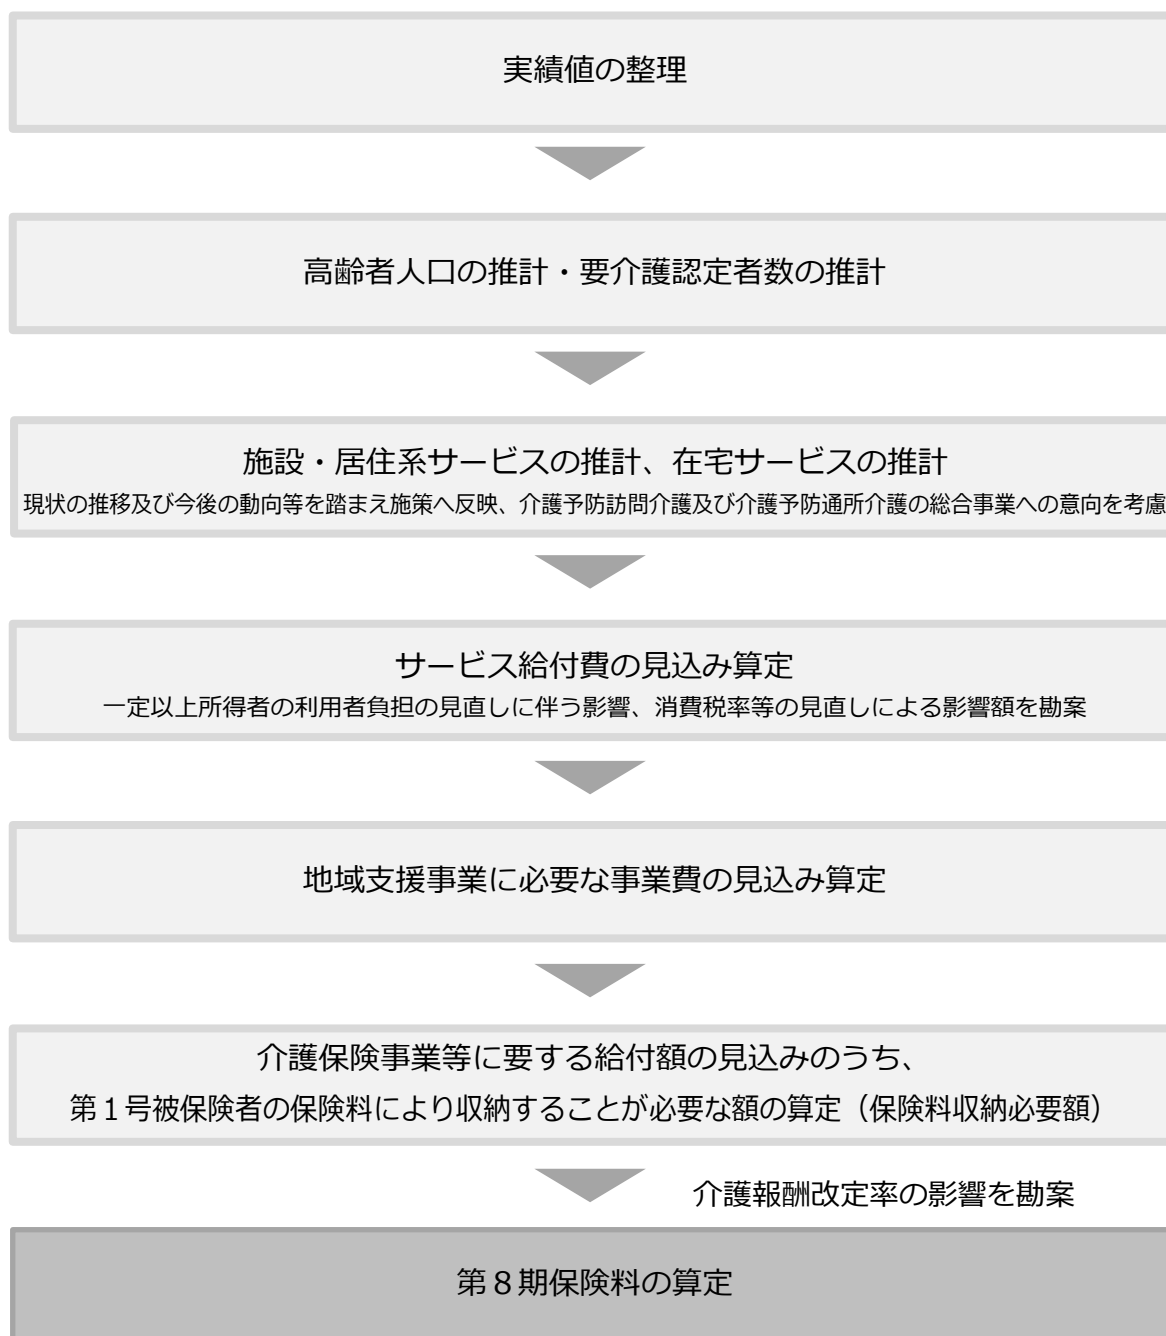 実績値の整理
高齢者人口の推計・要介護認定者数の推計
施設・居住系サービスの推計、在宅サービスの推計
現状の推移及び今後の動向等を踏まえ施策へ反映、介護予防訪問介護及び介護予防通所介護の総合事業への意向を考慮
サービス給付費の見込み算定
一定以上所得者の利用者負担の見直しに伴う影響、消費税率等の見直しによる影響額を勘案
地域支援事業に必要な事業費の見込み算定
介護保険事業等に要する給付額の見込みのうち、
第１号被保険者の保険料により収納することが必要な額の算定（保険料収納必要額）
介護報酬改定率の影響を勘案
第８期保険料の算定